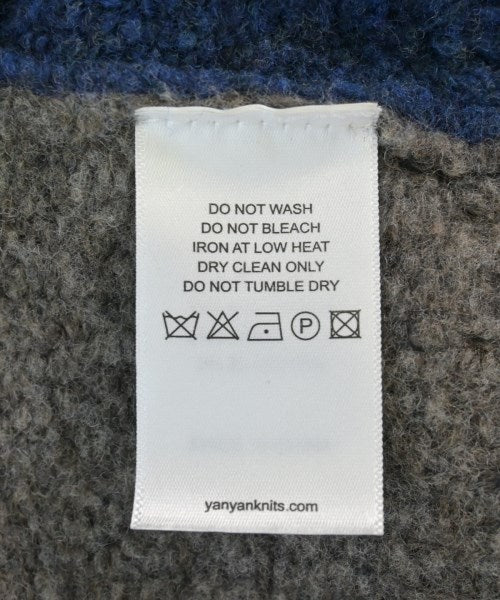 DO NOT WASH
DO NOT BLEACH
IRON AT LOW HEAT
DRY CLEAN ONLY
DO NOT TUMBLE DRY
P
yanyanknits.com